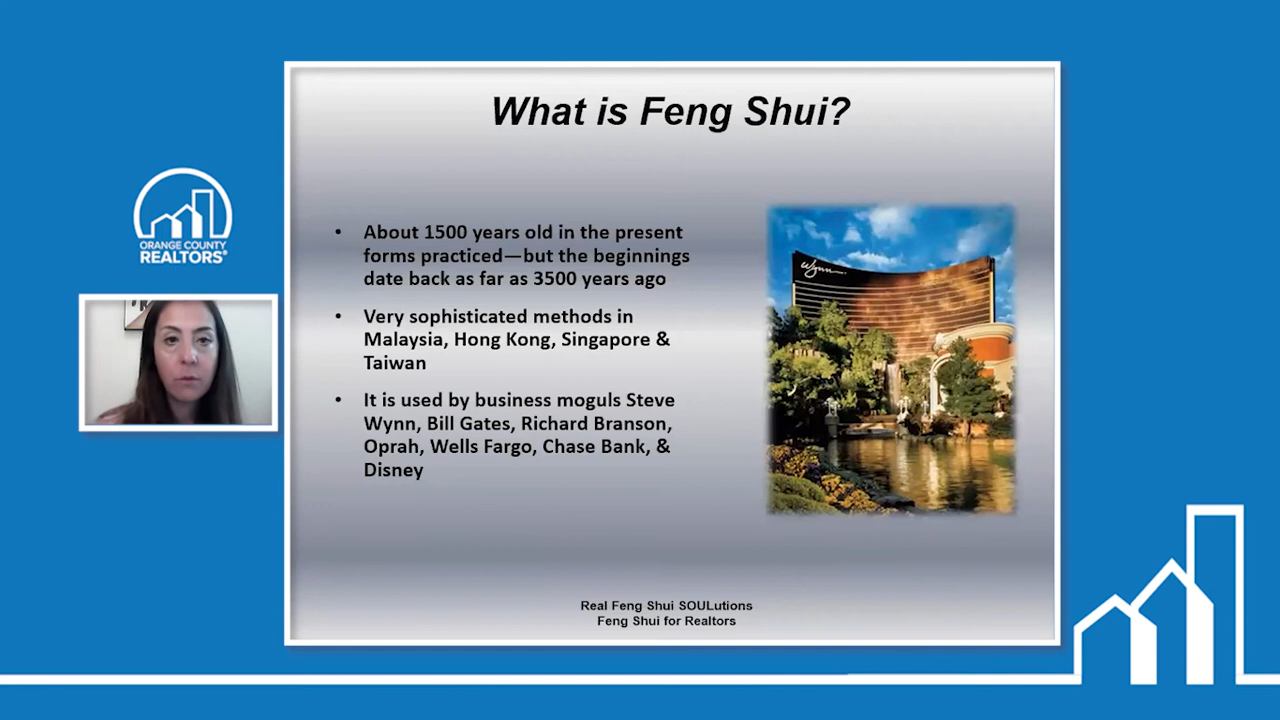 What is Feng Shui?
ORANGE COUNTY
REALTORS®
• About 1500 years old in the present
forms practiced—but the beginnings
date back as far as 3500 years ago
• Very sophisticated methods in
Malaysia, Hong Kong, Singapore &
Taiwan
• It is used by business moguls Steve
Wynn, Bill Gates, Richard Branson,
Oprah, Wells Fargo, Chase Bank, &
Disney
Wynn
Real Feng Shui SOULutions
Feng Shui for Realtors